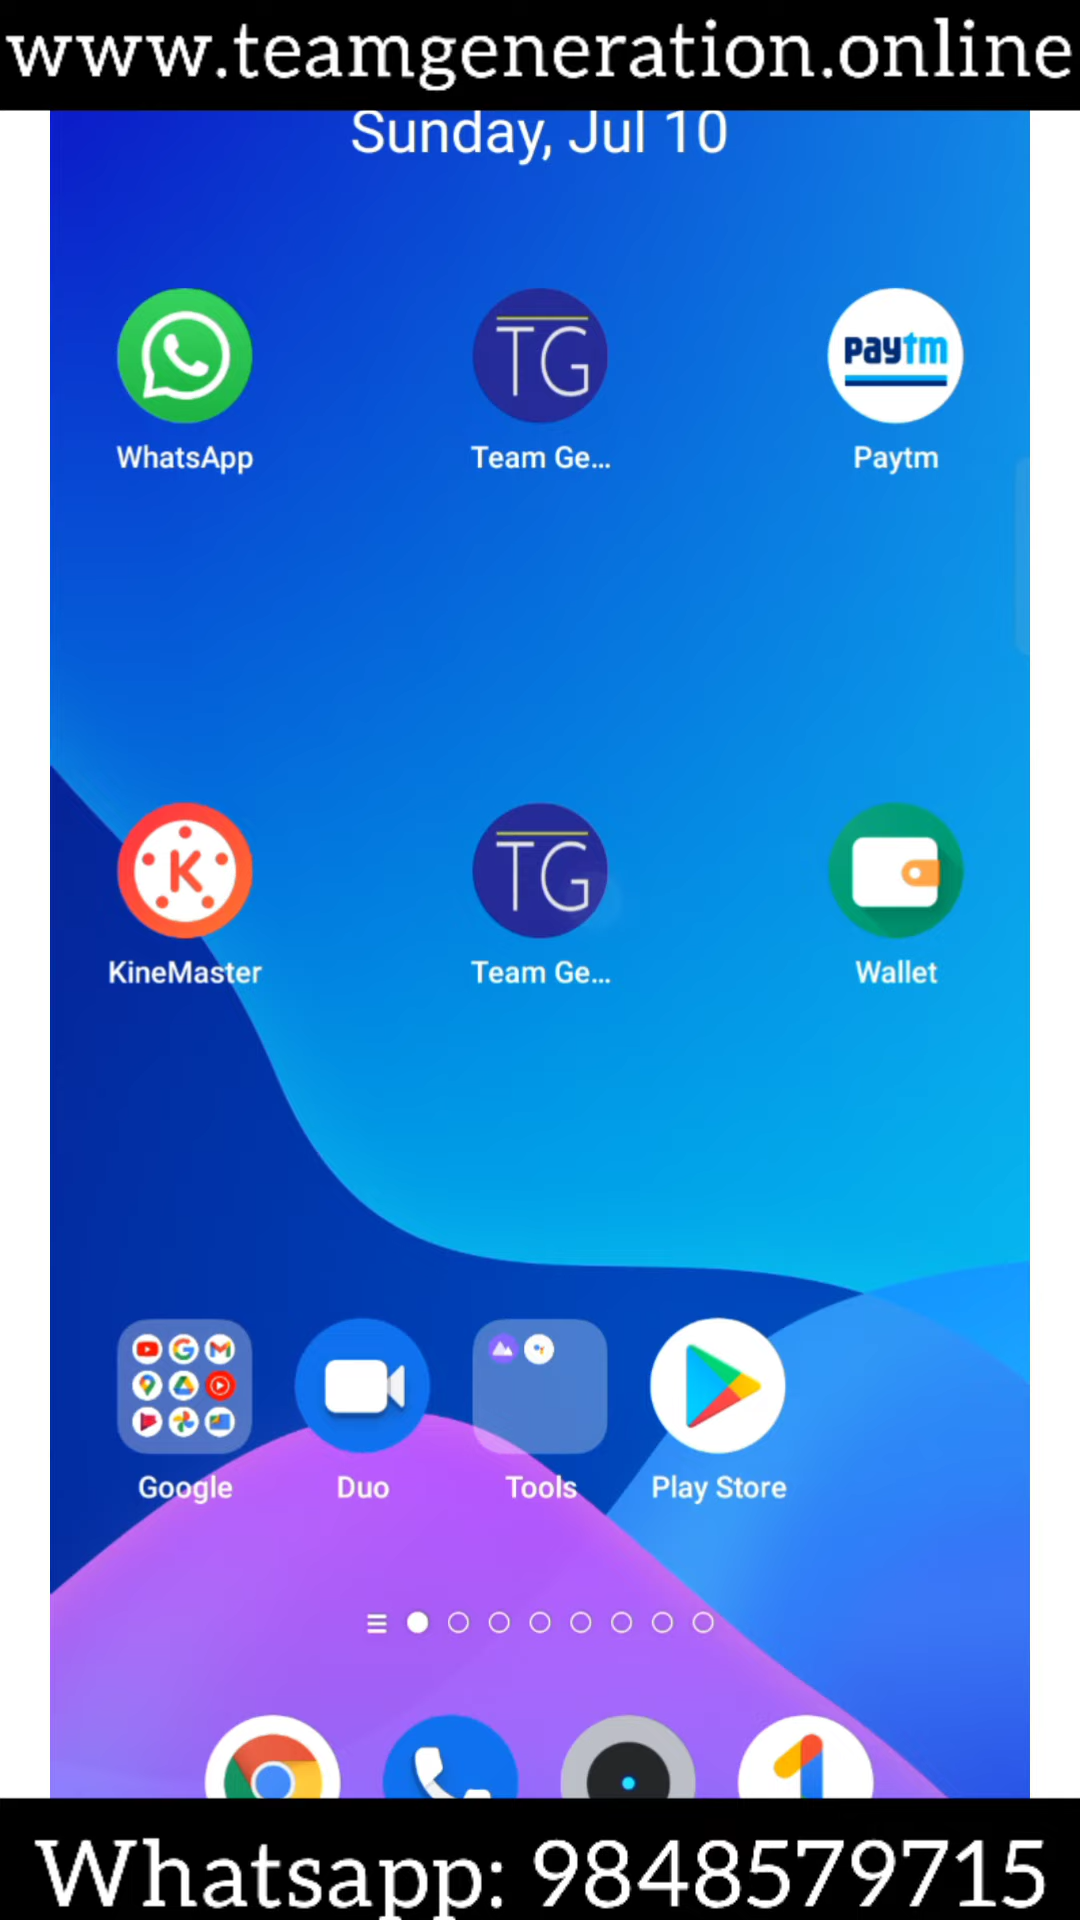 www.teamgeneration.online
Sunday, Jul 10
TG
paytm
WhatsApp
Team Ge...
Paytm
K
TG
KineMaster
Team Ge...
Wallet
Google
Duo
Tools
Play Store
Whatsapp: 9848579715